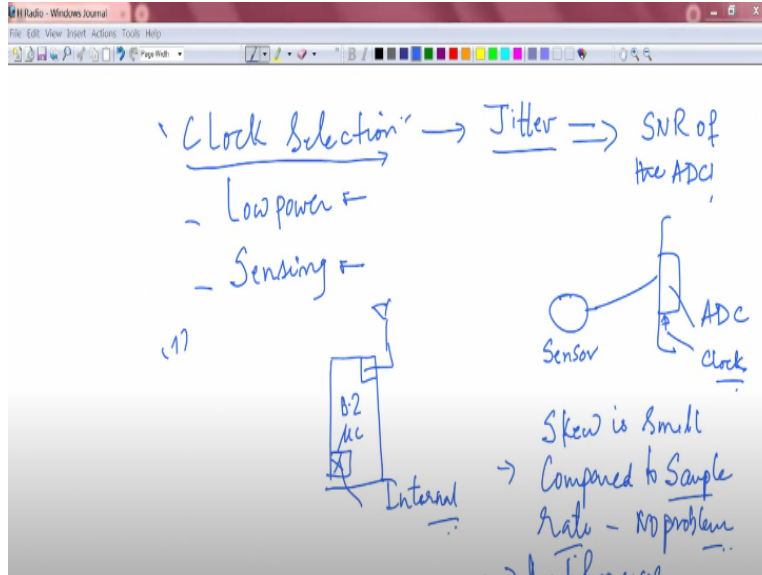 H Radio - Windows Journal
File Edit View Insert Actions Tools Help
Page Width
B I
"Clock Selection" → Jitter ⇒ SNR of
the ADC
- Low power ←
- Sensing ←
(1)
Sensor
ADC
Clock
μC
Internal
Skew is small
→ Compared to Sample
rate - No problem